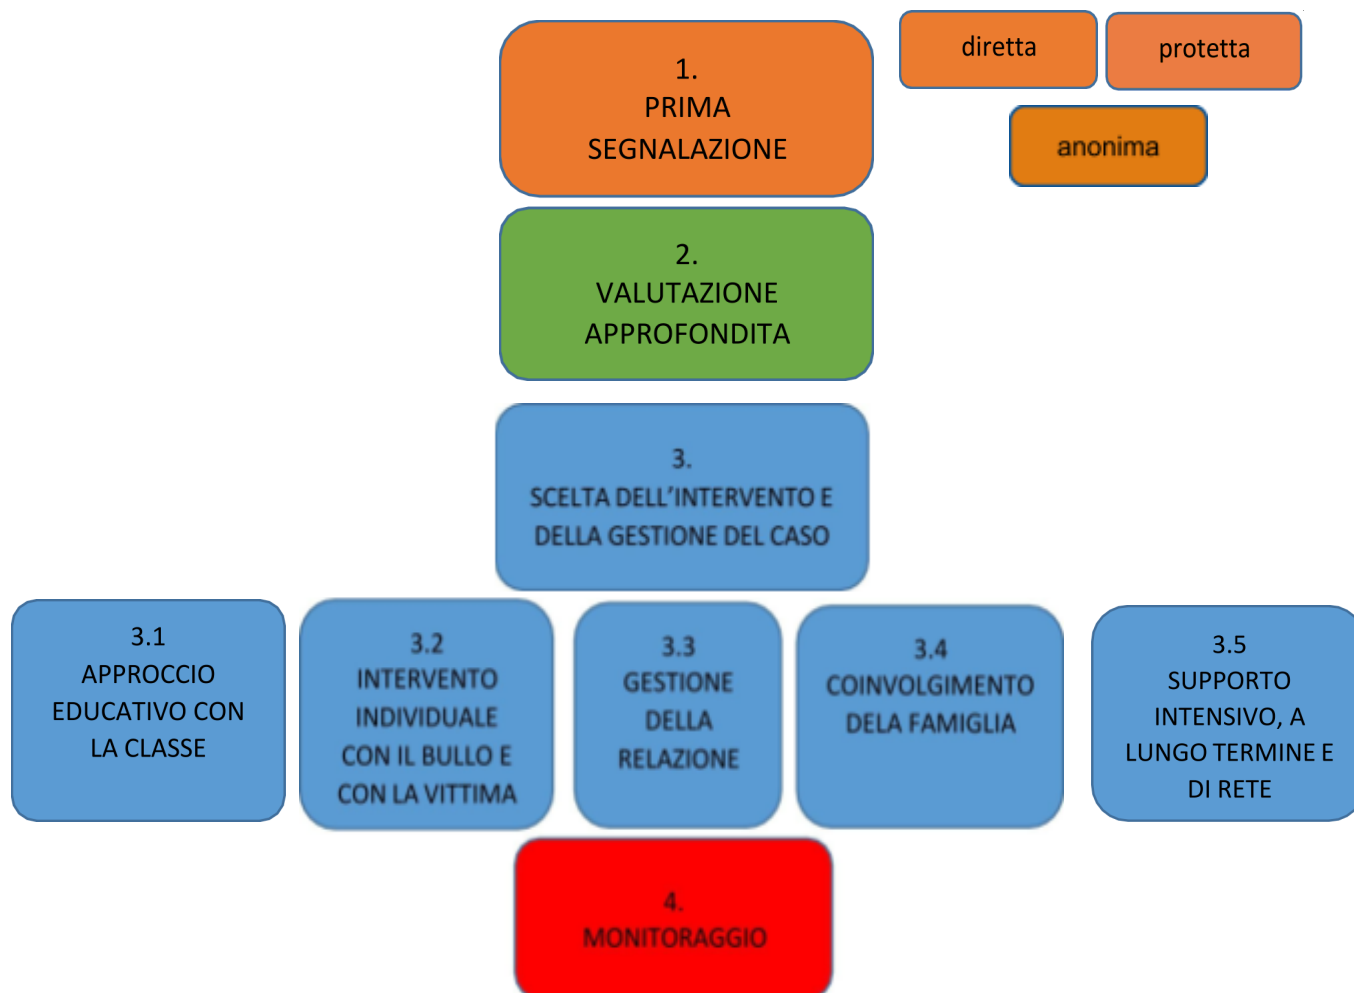 1.
PRIMA
SEGNALAZIONE
diretta
protetta
anonima
2.
VALUTAZIONE
APPROFONDITA
3.
SCELTA DELL’INTERVENTO E
DELLA GESTIONE DEL CASO
3.1
APPROCCIO
EDUCATIVO CON
LA CLASSE
3.2
INTERVENTO
INDIVIDUALE
CON IL BULLO E
CON LA VITTIMA
3.3
GESTIONE
DELLA
RELAZIONE
3.4
COINVOLGIMENTO
DELA FAMIGLIA
3.5
SUPPORTO
INTENSIVO, A
LUNGO TERMINE E
DI RETE
4.
MONITORAGGIO